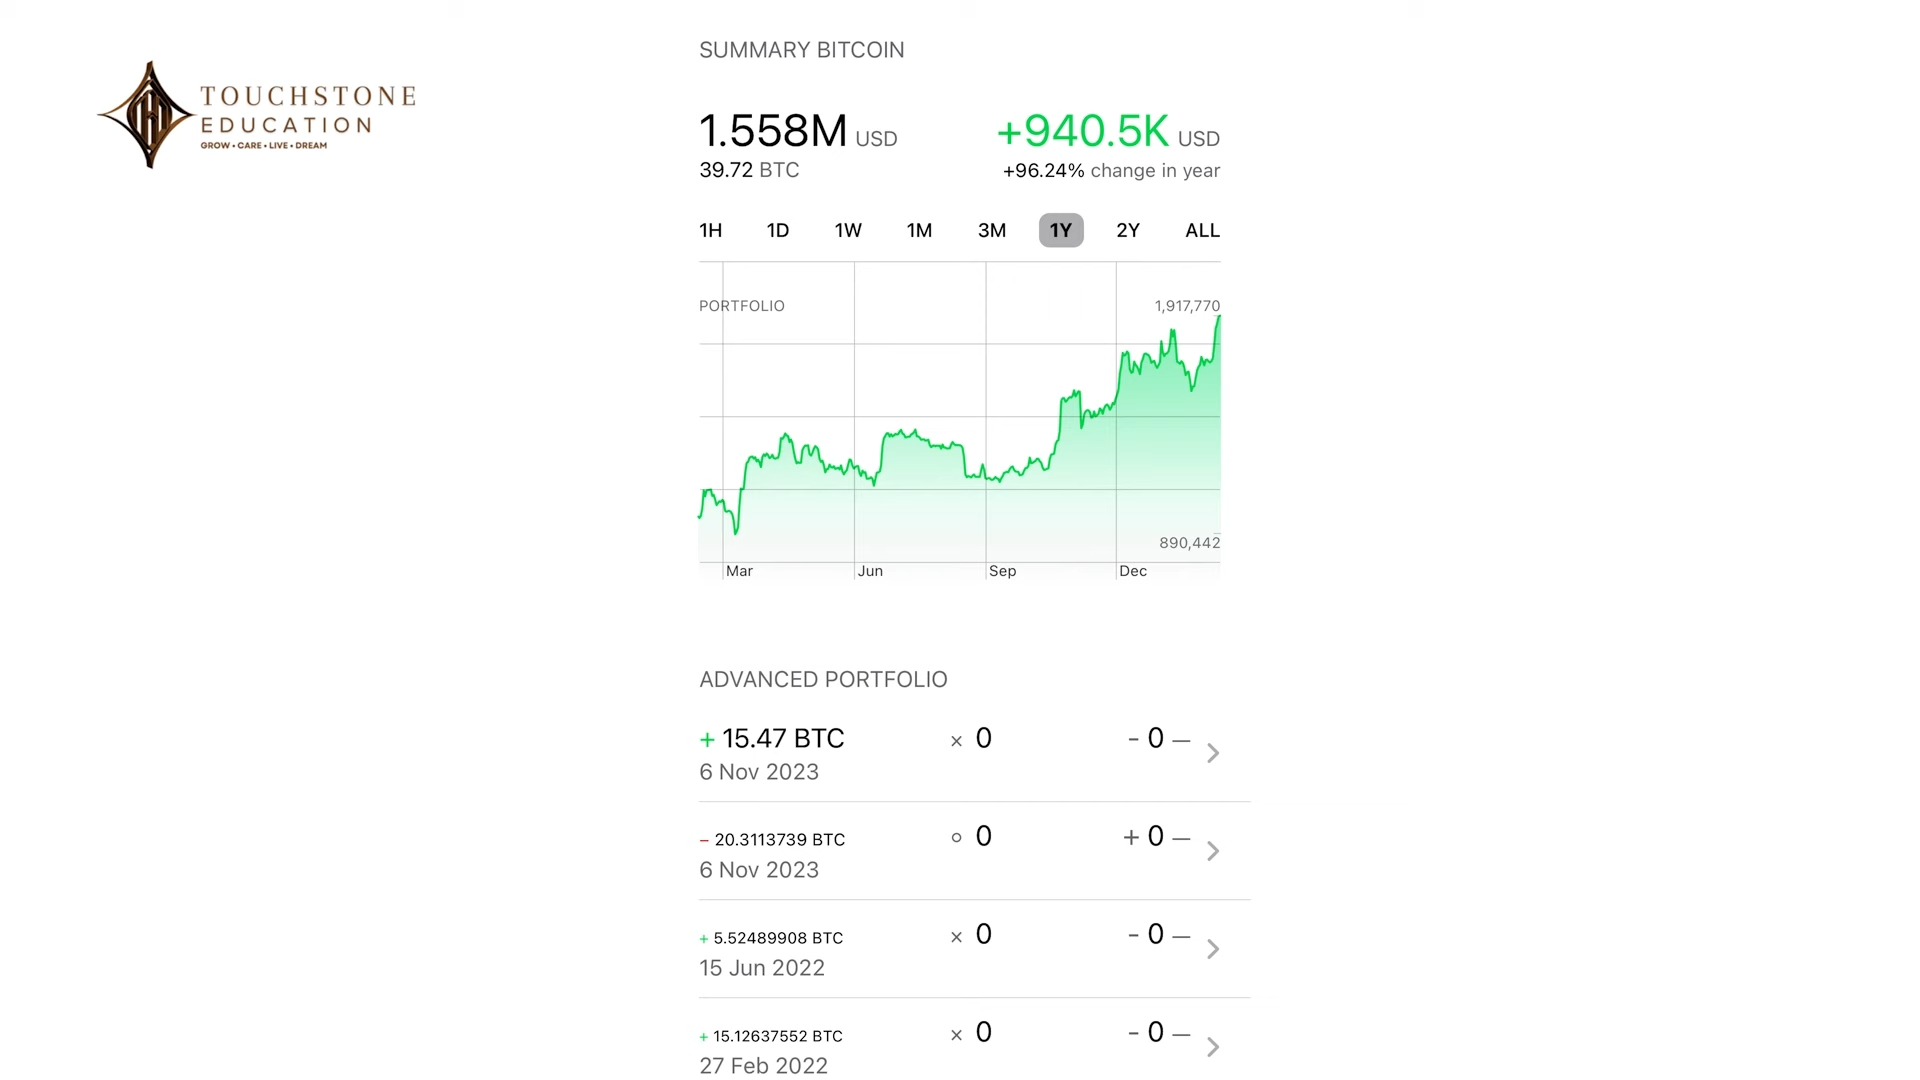 TOUCHSTONE
EDUCATION
GROW • CARE • LIVE • DREAM
SUMMARY BITCOIN
1.558M USD
+940.5K USD
39.72 BTC
+96.24% change in year
1H 1D 1W 1M 3M 1Y 2Y ALL
PORTFOLIO
1,917,770
890,442
Mar Jun Sep Dec
ADVANCED PORTFOLIO
+ 15.47 BTC × 0 - 0 —
6 Nov 2023
– 20.3113739 BTC ○ 0 + 0 —
6 Nov 2023
+ 5.52489908 BTC × 0 - 0 —
15 Jun 2022
+ 15.12637552 BTC × 0 - 0 —
27 Feb 2022